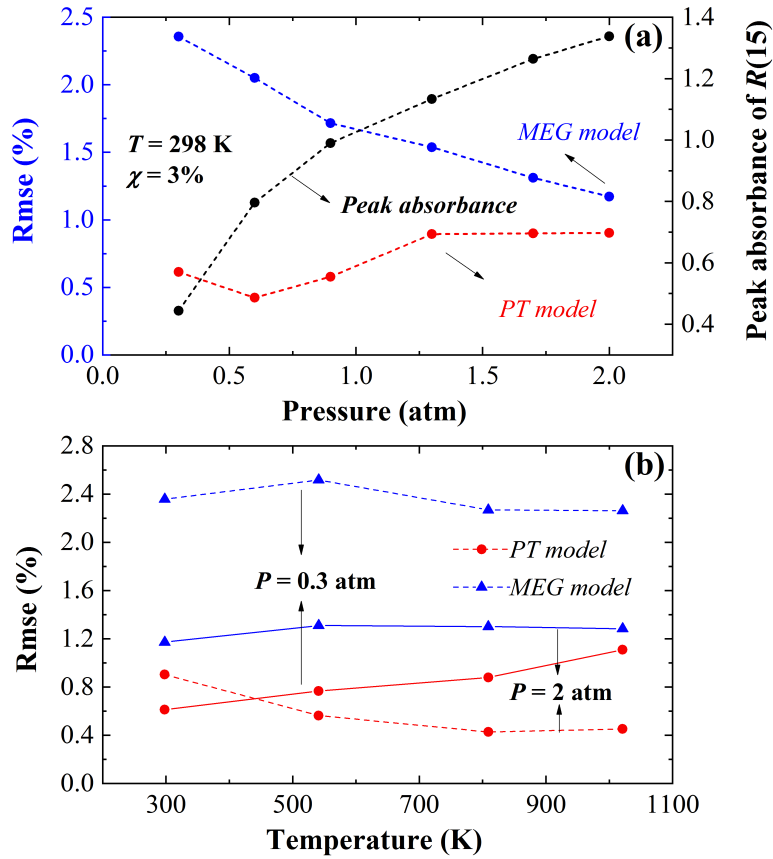 (a)
2.5
2.0
1.5
1.0
0.5
0.0
Rmse (%)
1.4
1.2
1.0
0.8
0.6
0.4
Peak absorbance of R(15)
T = 298 K
χ = 3%
MEG model
Peak absorbance
PT model
0.0 0.5 1.0 1.5 2.0
Pressure (atm)
(b)
2.8
2.4
2.0
1.6
1.2
0.8
0.4
0.0
Rmse (%)
PT model
MEG model
P = 0.3 atm
P = 2 atm
300 500 700 900 1100
Temperature (K)